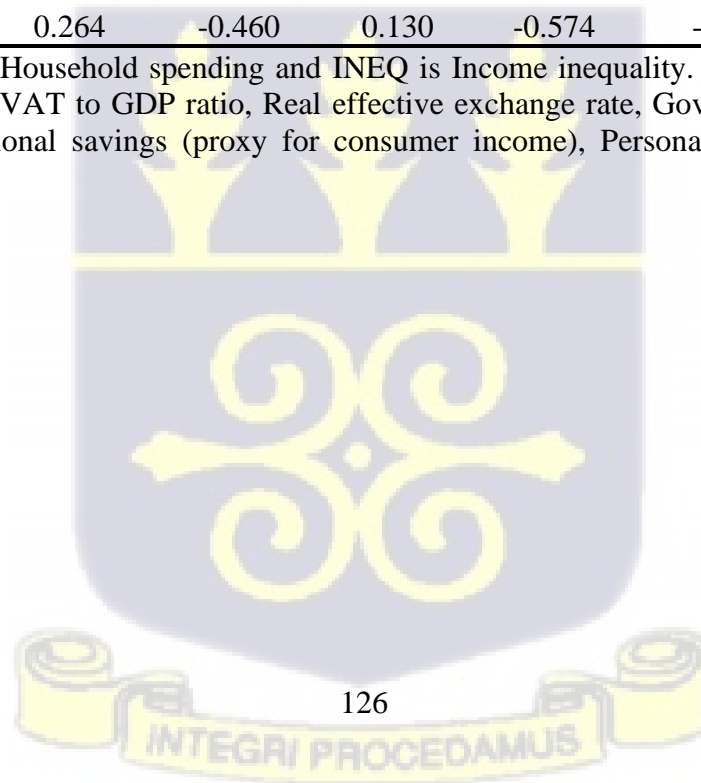 0.264 -0.460 0.130 -0.574 -
Household spending and INEQ is Income inequality.
VAT to GDP ratio, Real effective exchange rate, Gov
ional savings (proxy for consumer income), Persona
126
INTEGRI PROCEDAMUS